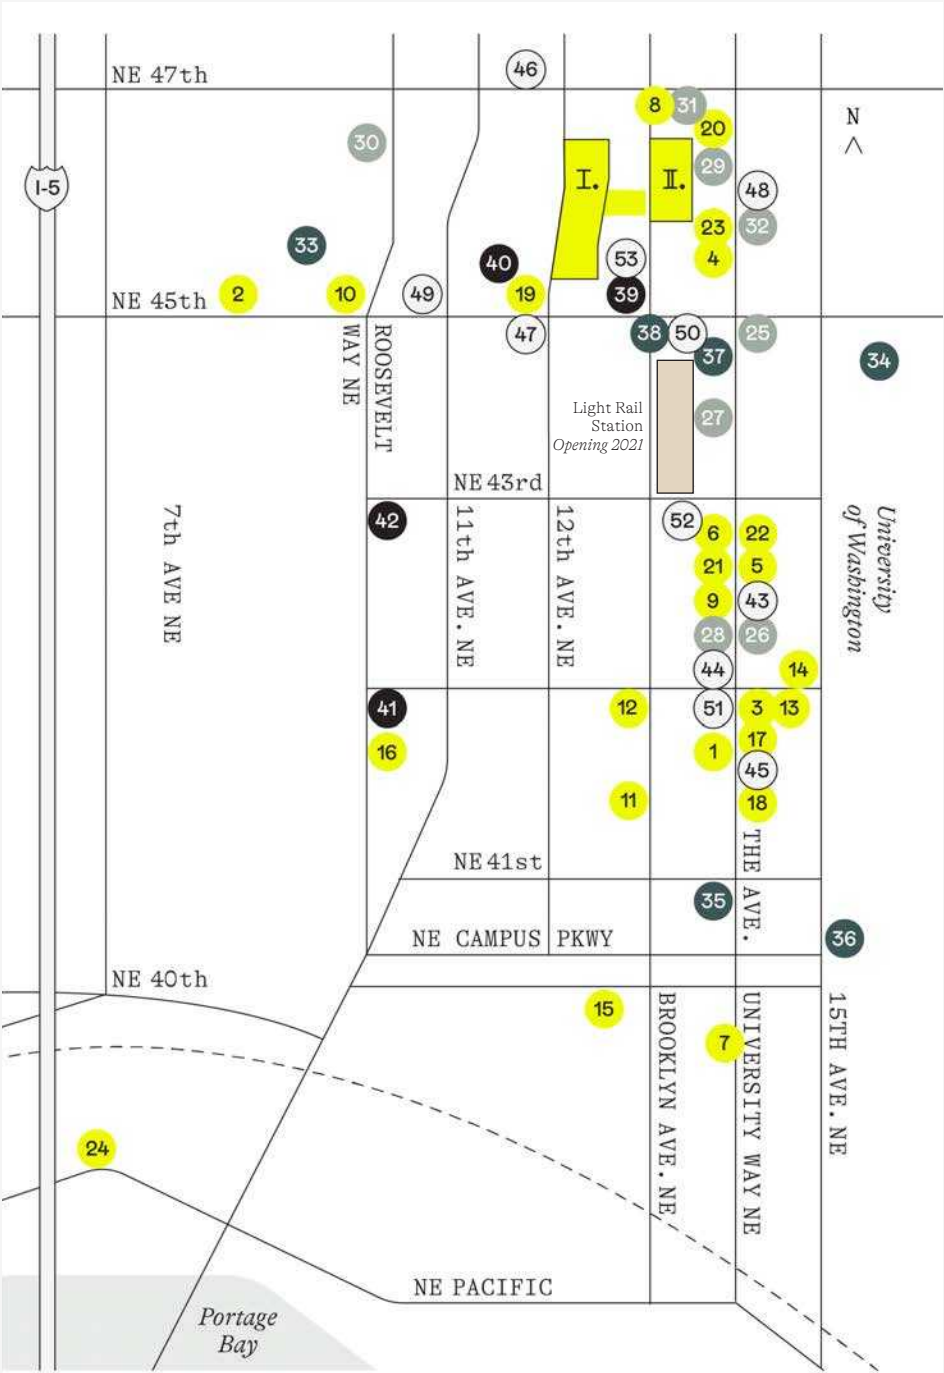 46
NE 47th
8
31
N
20
30
29
I.
II.
I-5
48
23
32
33
40
53
4
2
10
NE 45th
49
19
39
47
38
50
25
37
34
WAY NE
ROOSEVELT
Light Rail
Station
Opening 2021
27
NE 43rd
42
52
6
22
7th AVE NE
11th AVE. NE
12th AVE. NE
University
of Washington
21
5
9
43
28
26
44
14
41
12
51
3
13
16
1
17
45
11
18
NE 41st
THE AVE.
35
NE CAMPUS PKWY
36
NE 40th
15
BROOKLYN AVE. NE
UNIVERSITY WAY NE
15TH AVE. NE
7
24
NE PACIFIC
Portage
Bay